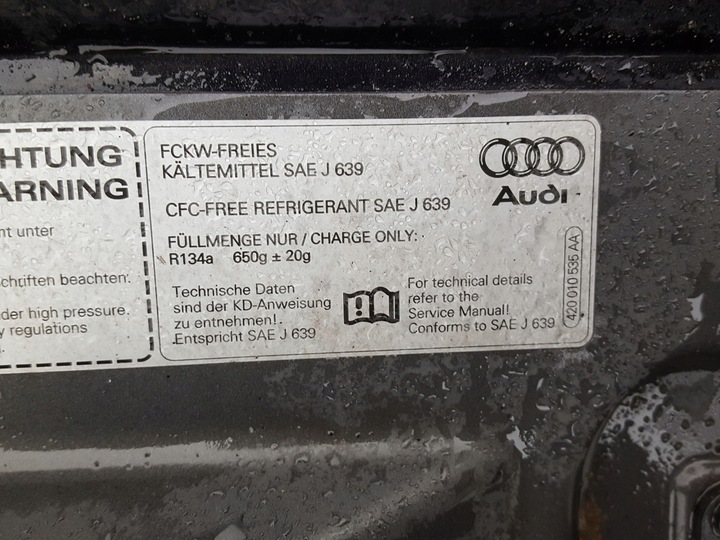 HTUNG
ARNING
nt unter
chriften beachten.
der high pressure.
y regulations
FCKW-FREIES
KÄLTEMITTEL SAE J 639
CFC-FREE REFRIGERANT SAE J 639
FÜLLMENGE NUR / CHARGE ONLY:
R134a 650g ± 20g
Technische Daten
sind der KD-Anweisung
zu entnehmen!
Entspricht SAE J 639
For technical details
refer to the
Service Manual!
Conforms to SAE J 639
Audi
420 010 535 AA